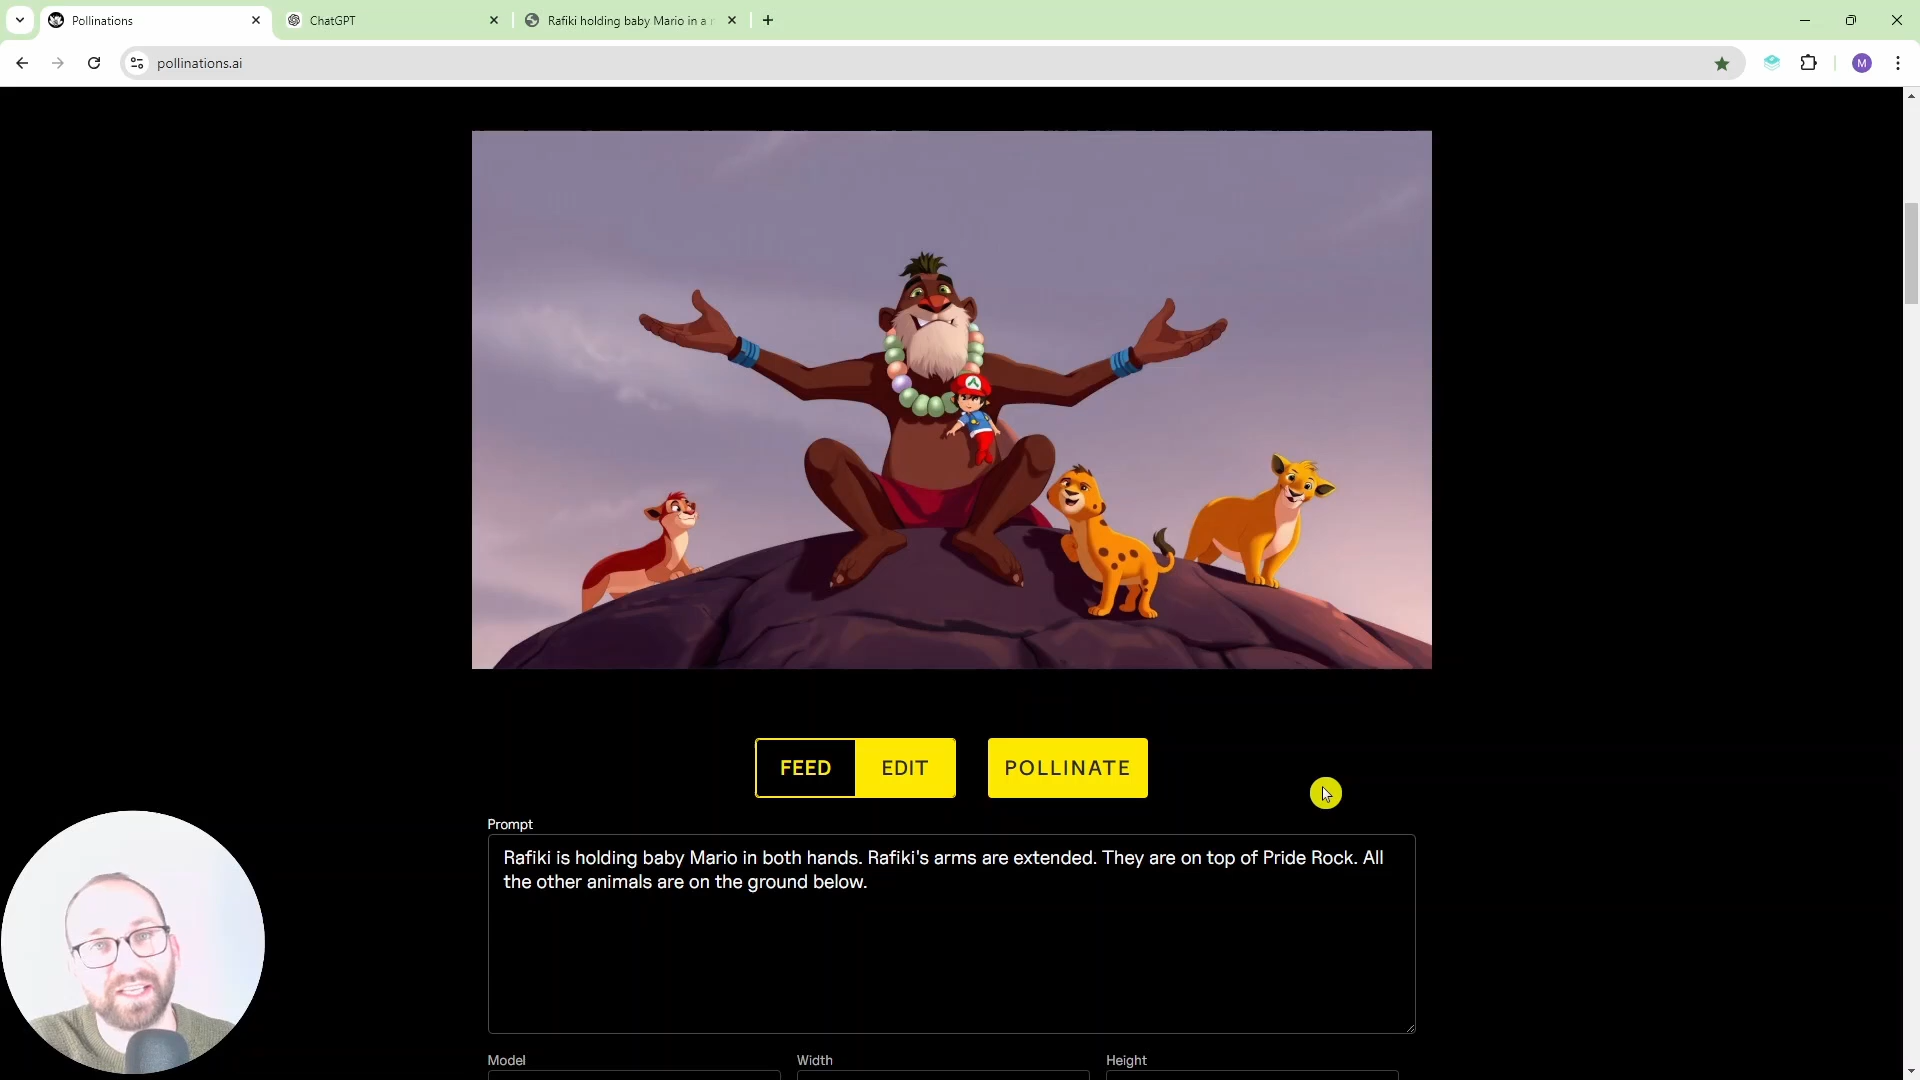 Pollinations
ChatGPT
Rafiki holding baby Mario in a
pollinations.ai
M
FEED
EDIT
POLLINATE
Prompt
Rafiki is holding baby Mario in both hands. Rafiki's arms are extended. They are on top of Pride Rock. All
the other animals are on the ground below.
Model
Width
Height